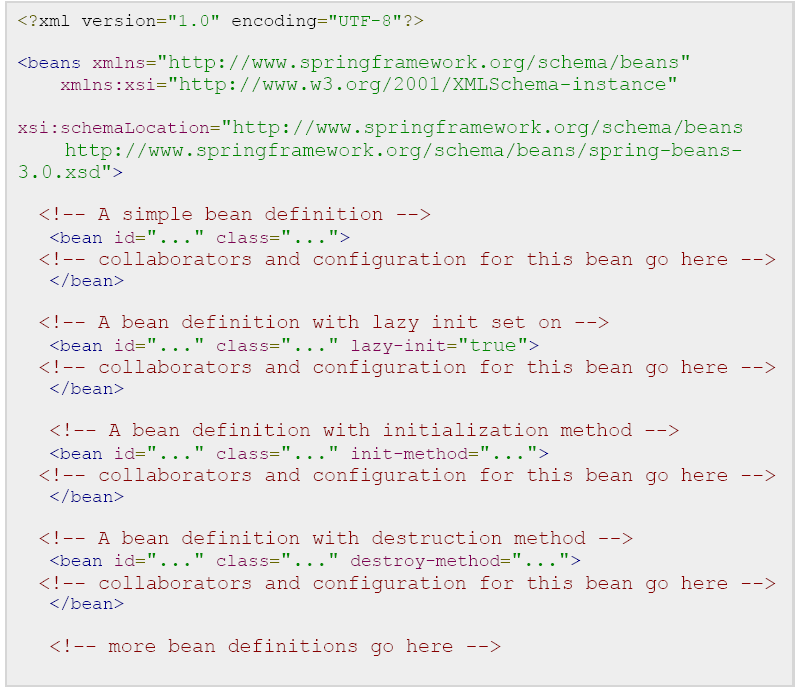 <?xml version="1.0" encoding="UTF-8"?>
<beans xmlns="http://www.springframework.org/schema/beans"
xmlns:xsi="http://www.w3.org/2001/XMLSchema-instance"
xsi:schemaLocation="http://www.springframework.org/schema/beans
http://www.springframework.org/schema/beans/spring-beans-
3.0.xsd">
<!-- A simple bean definition -->
<bean id="..." class="...">
<!-- collaborators and configuration for this bean go here -->
</bean>
<!-- A bean definition with lazy init set on -->
<bean id="..." class="..." lazy-init="true">
<!-- collaborators and configuration for this bean go here -->
</bean>
<!-- A bean definition with initialization method -->
<bean id="..." class="..." init-method="...">
<!-- collaborators and configuration for this bean go here -->
</bean>
<!-- A bean definition with destruction method -->
<bean id="..." class="..." destroy-method="...">
<!-- collaborators and configuration for this bean go here -->
</bean>
<!-- more bean definitions go here -->